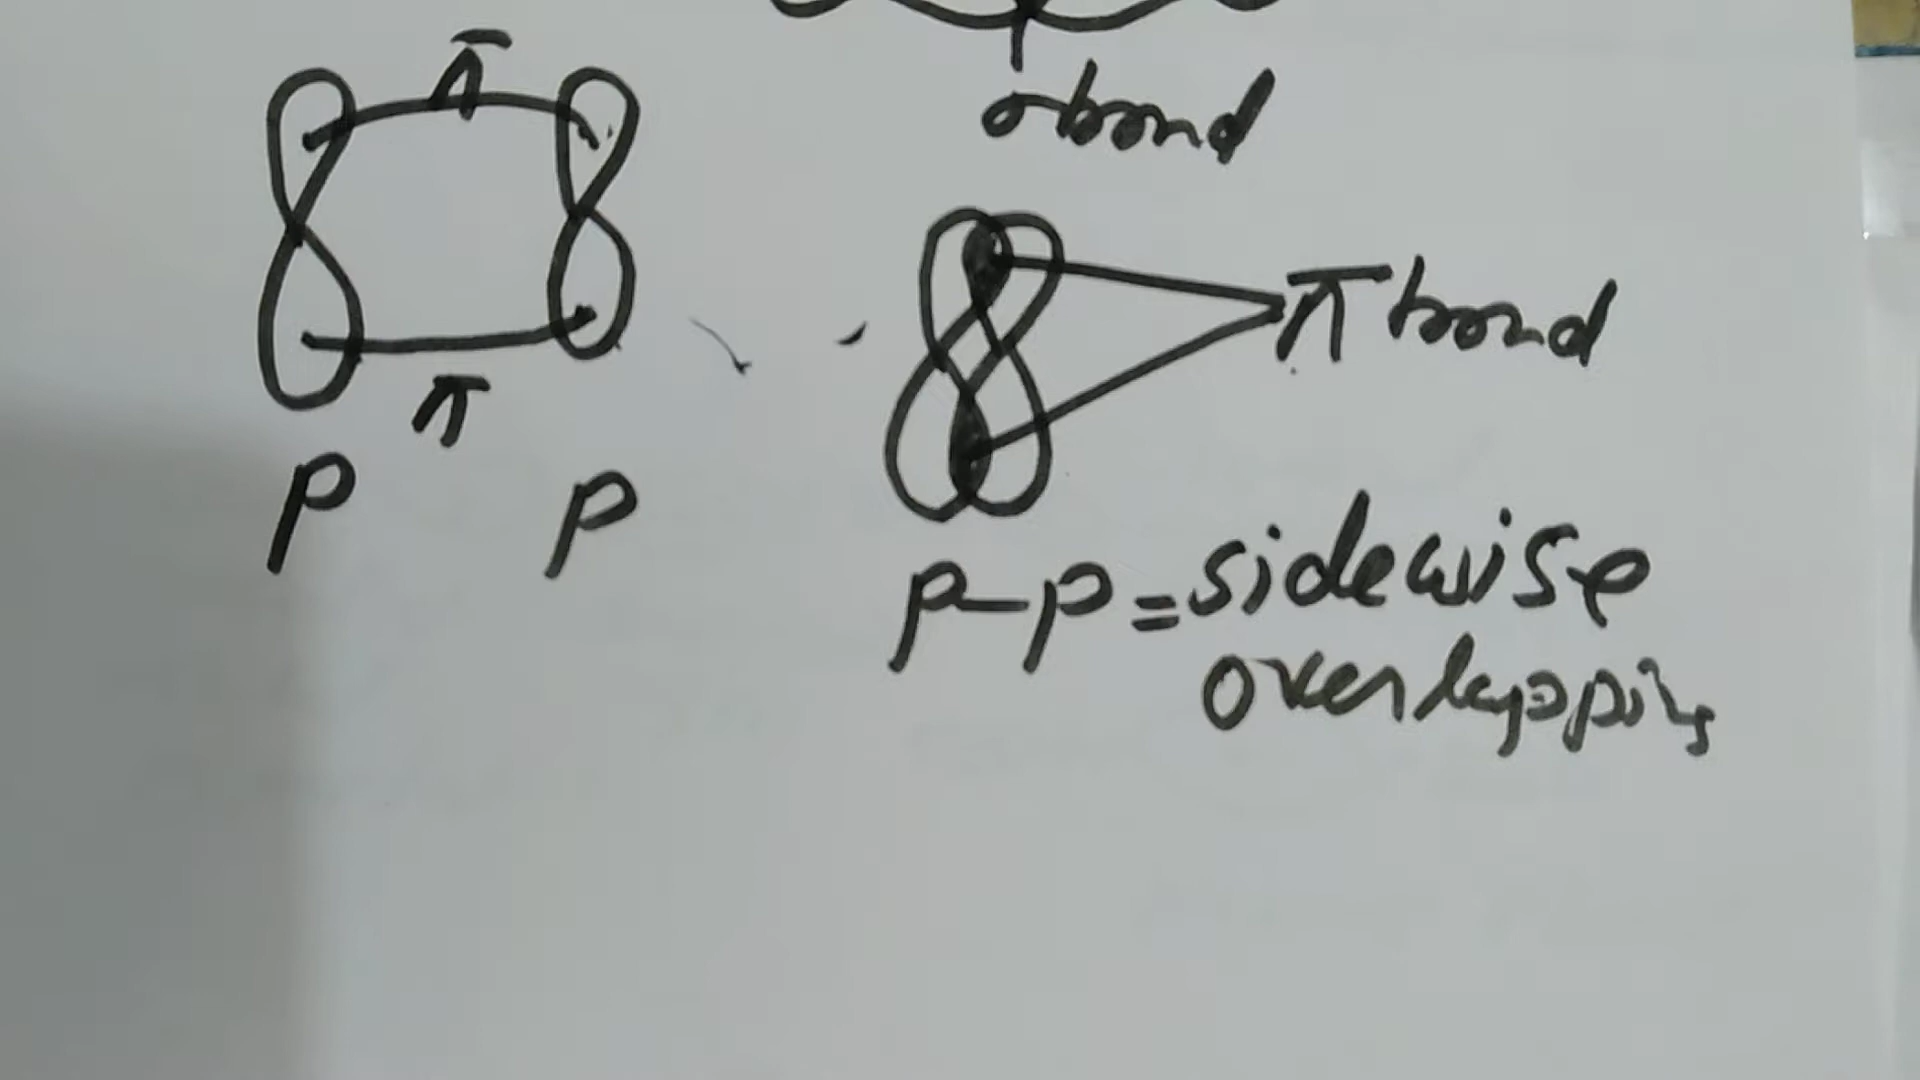 π
σ bond
π bond
π
P P
p-p = sidewise
overlapping